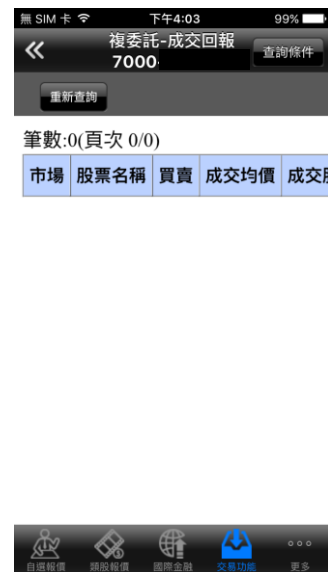 無 SIM 卡 下午4:03 99%
複委託-成交回報
7000
查詢條件
重新查詢
筆數:0(頁次 0/0)
市場 股票名稱 買賣 成交均價 成交
自選報價 類股報價 國際金融 交易功能 更多